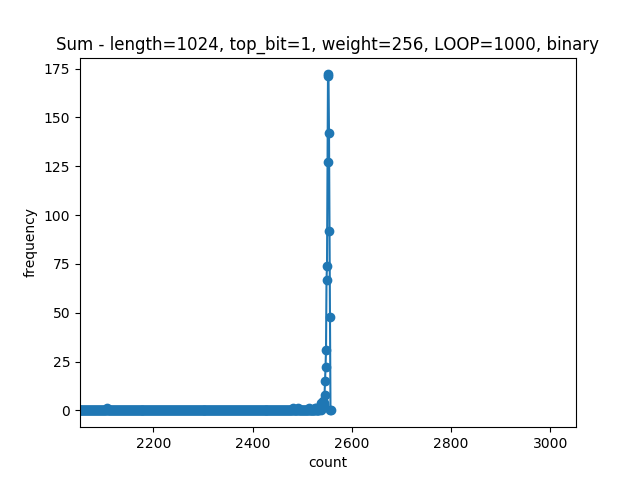 Sum - length=1024, top_bit=1, weight=256, LOOP=1000, binary
175
150
125
100
75
50
25
0
frequency
2200 2400 2600 2800 3000
count